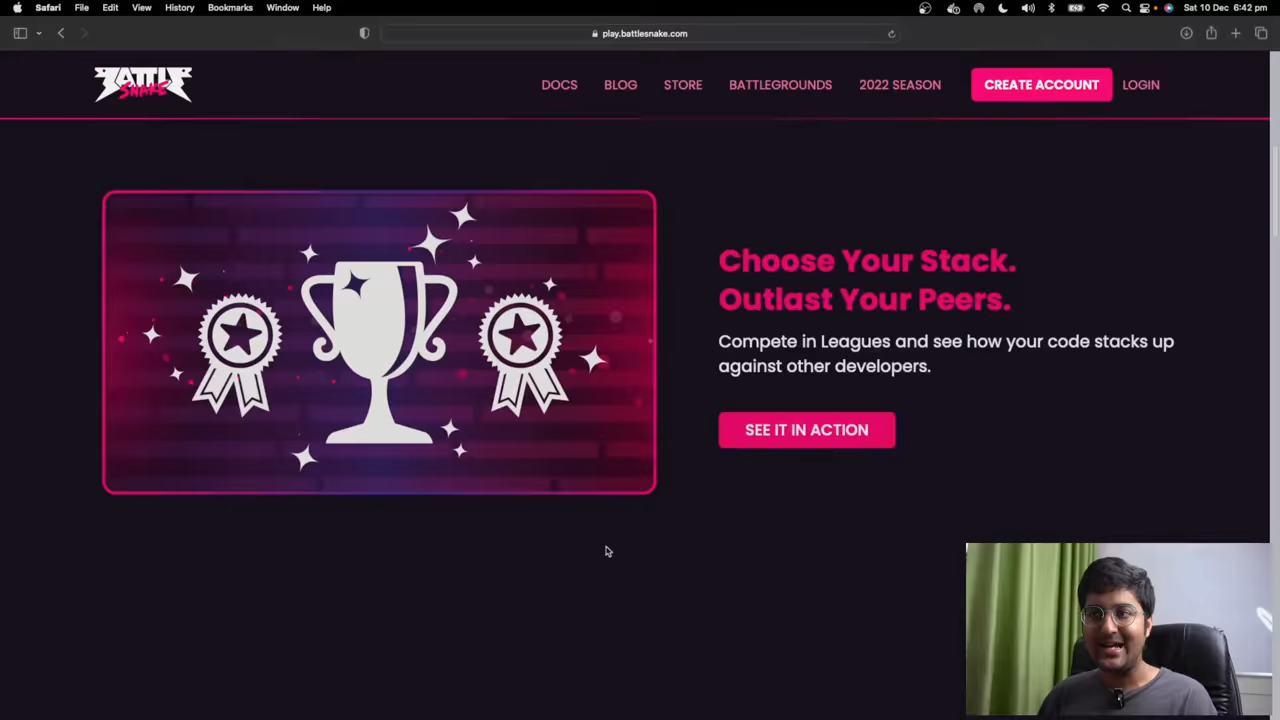 Safari File Edit View History Bookmarks Window Help Sat 10 Dec 6:42 pm
play.battlesnake.com
BATTLE
SNAKE
DOCS BLOG STORE BATTLEGROUNDS 2022 SEASON CREATE ACCOUNT LOGIN
Choose Your Stack.
Outlast Your Peers.
Compete in Leagues and see how your code stacks up
against other developers.
SEE IT IN ACTION